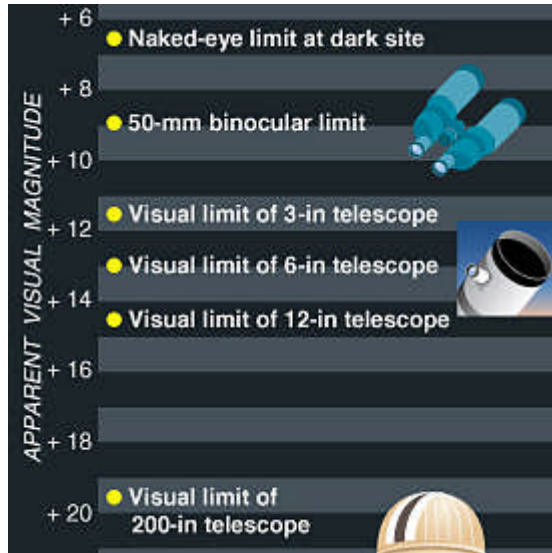 + 6
Naked-eye limit at dark site
+ 8
50-mm binocular limit
+ 10
Visual limit of 3-in telescope
+ 12
Visual limit of 6-in telescope
+ 14
Visual limit of 12-in telescope
+ 16
+ 18
Visual limit of
200-in telescope
+ 20
APPARENT VISUAL MAGNITUDE